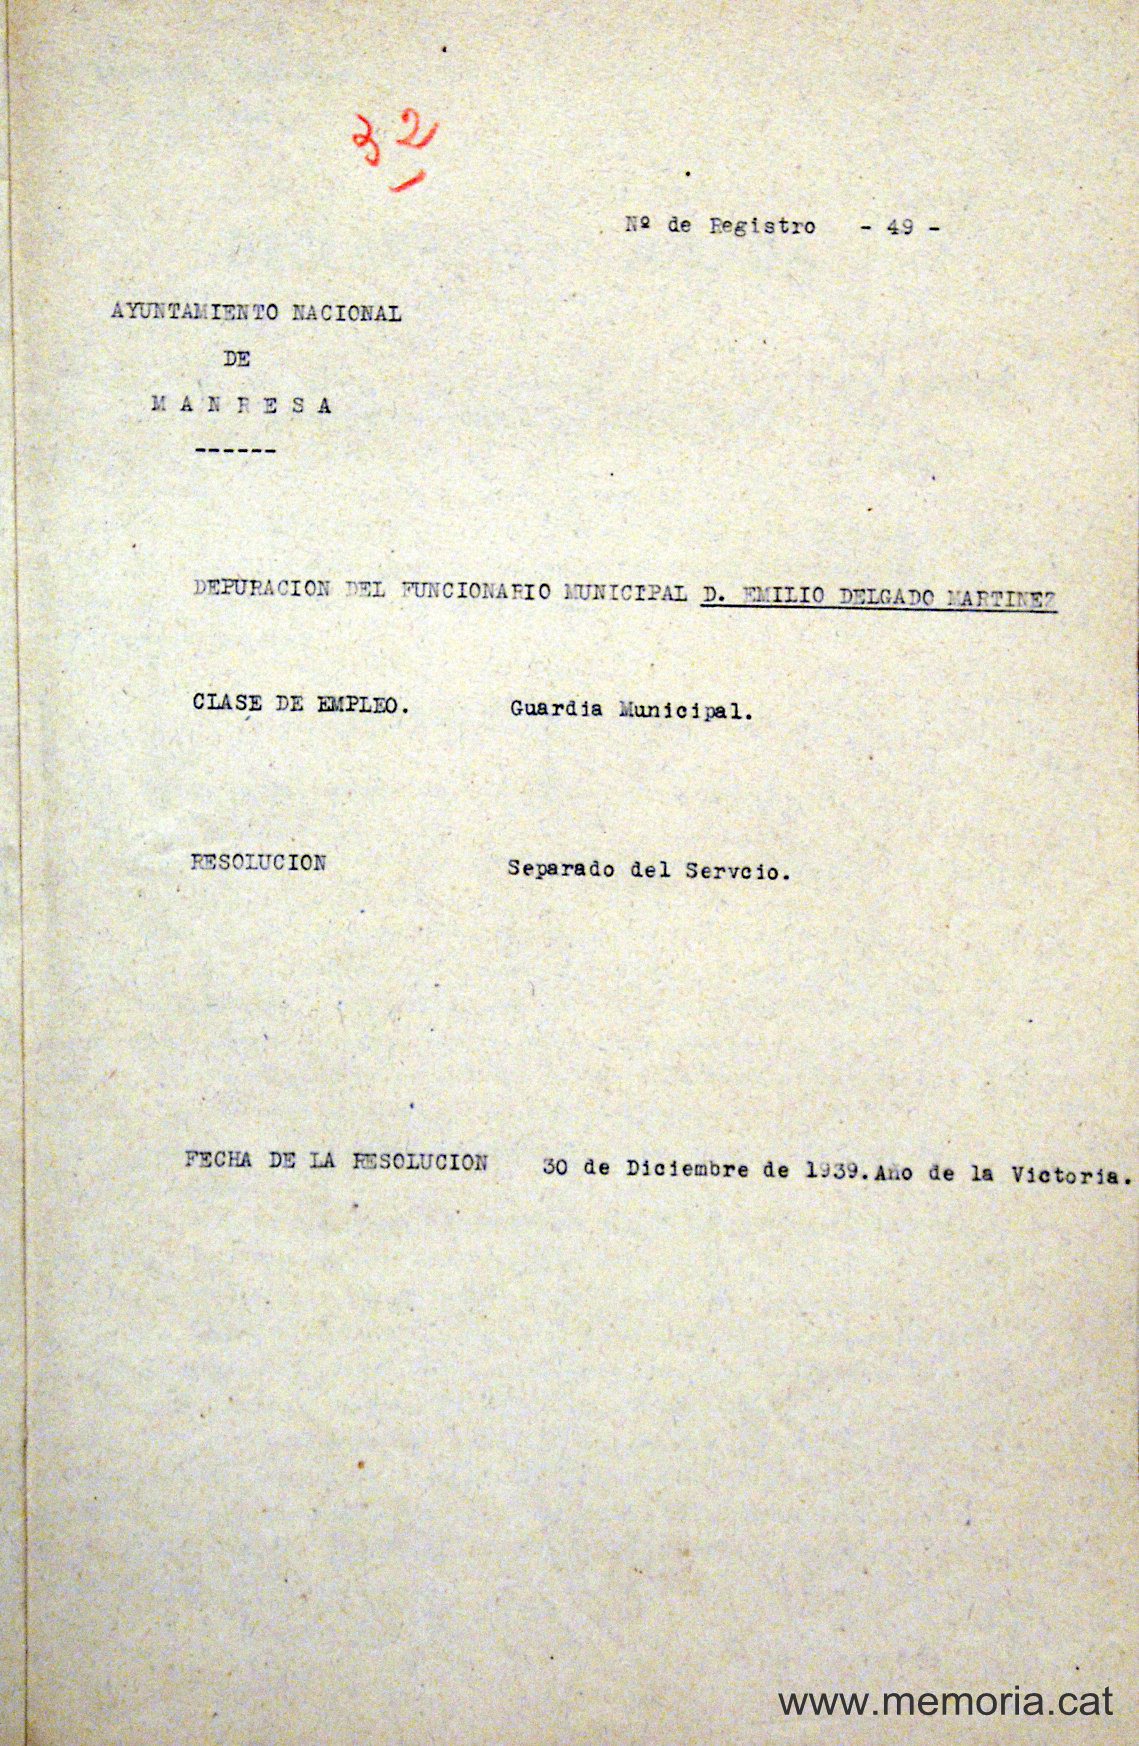 32
Nº de Registro - 49 -
AYUNTAMIENTO NACIONAL
DE
M A N R E S A
------
DEPURACION DEL FUNCIONARIO MUNICIPAL D. EMILIO DELGADO MARTINEZ
CLASE DE EMPLEO. Guardia Municipal.
RESOLUCION Separado del Servcio.
FECHA DE LA RESOLUCION 30 de Diciembre de 1939.Año de la Victoria.
www.memoria.cat